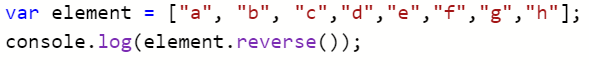 var element = ["a", "b", "c","d","e","f","g","h"];
console.log(element.reverse());